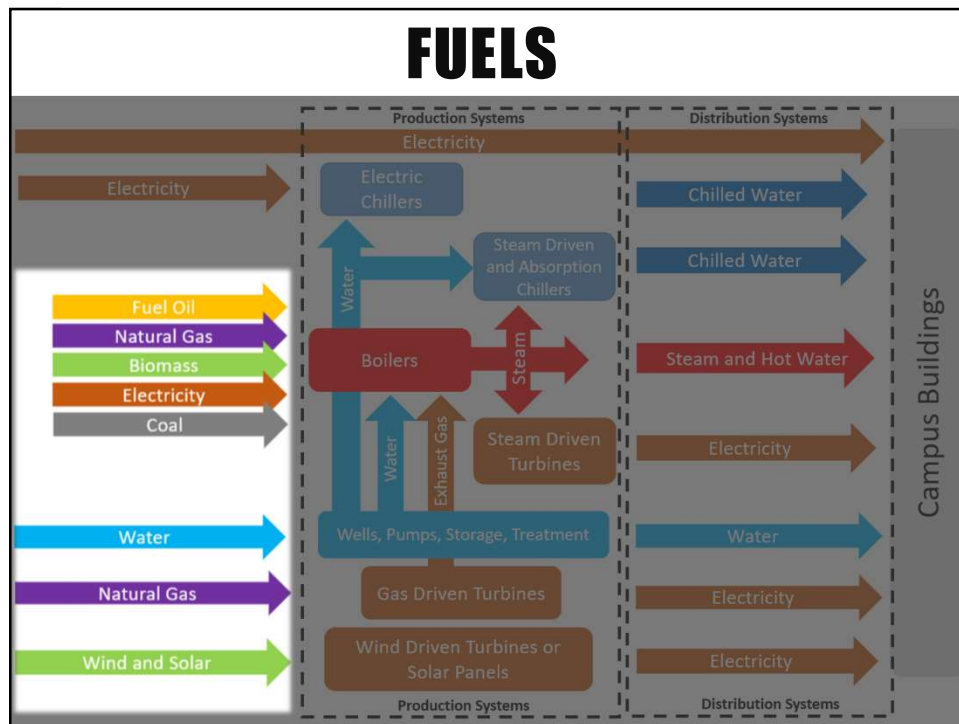 FUELS
Production Systems
Distribution Systems
Electricity
Electricity
Electric
Chillers
Chilled Water
Steam Driven
and Absorption
Chillers
Chilled Water
Water
Fuel Oil
Natural Gas
Biomass
Electricity
Coal
Boilers
Steam
Steam and Hot Water
Campus Buildings
Water
Exhaust Gas
Steam Driven
Turbines
Electricity
Water
Wells, Pumps, Storage, Treatment
Water
Natural Gas
Gas Driven Turbines
Electricity
Wind and Solar
Wind Driven Turbines or
Solar Panels
Electricity
Production Systems
Distribution Systems